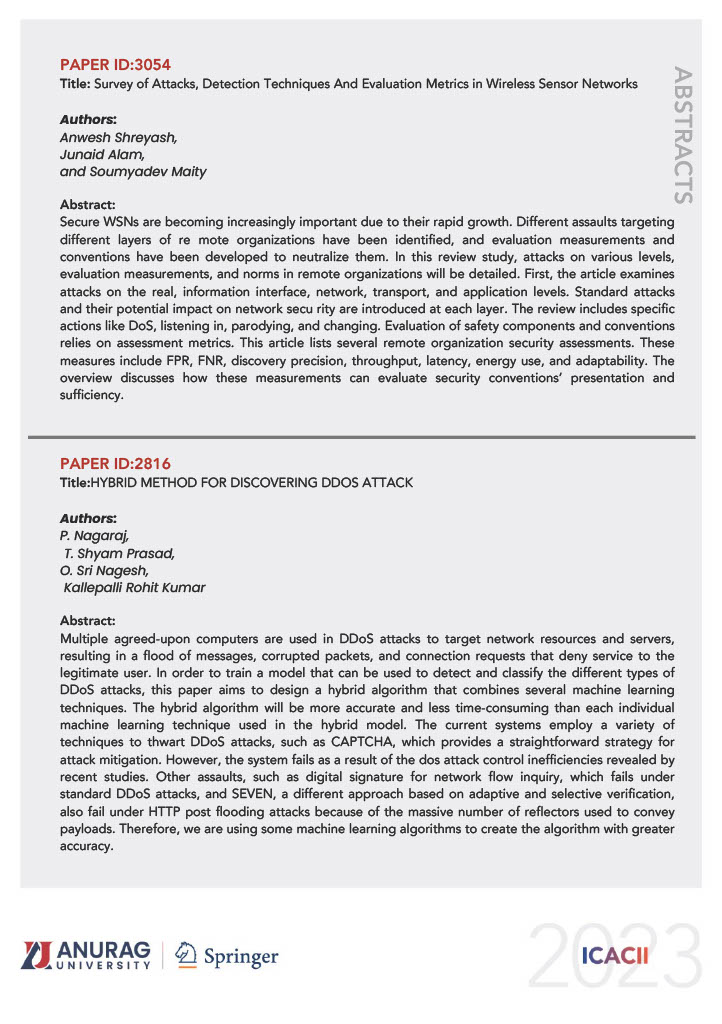 PAPER ID:3054
Title: Survey of Attacks, Detection Techniques And Evaluation Metrics in Wireless Sensor Networks
ABSTRACTS
Authors:
Anwesh Shreyash,
Junaid Alam,
and Soumyadev Maity
Abstract:
Secure WSNs are becoming increasingly important due to their rapid growth. Different assaults targeting
different layers of re mote organizations have been identified, and evaluation measurements and
conventions have been developed to neutralize them. In this review study, attacks on various levels,
evaluation measurements, and norms in remote organizations will be detailed. First, the article examines
attacks on the real, information interface, network, transport, and application levels. Standard attacks
and their potential impact on network secu rity are introduced at each layer. The review includes specific
actions like DoS, listening in, parodying, and changing. Evaluation of safety components and conventions
relies on assessment metrics. This article lists several remote organization security assessments. These
measures include FPR, FNR, discovery precision, throughput, latency, energy use, and adaptability. The
overview discusses how these measurements can evaluate security conventions’ presentation and
sufficiency.
PAPER ID:2816
Title:HYBRID METHOD FOR DISCOVERING DDOS ATTACK
Authors:
P. Nagaraj,
T. Shyam Prasad,
O. Sri Nagesh,
Kallepalli Rohit Kumar
Abstract:
Multiple agreed-upon computers are used in DDoS attacks to target network resources and servers,
resulting in a flood of messages, corrupted packets, and connection requests that deny service to the
legitimate user. In order to train a model that can be used to detect and classify the different types of
DDoS attacks, this paper aims to design a hybrid algorithm that combines several machine learning
techniques. The hybrid algorithm will be more accurate and less time-consuming than each individual
machine learning technique used in the hybrid model. The current systems employ a variety of
techniques to thwart DDoS attacks, such as CAPTCHA, which provides a straightforward strategy for
attack mitigation. However, the system fails as a result of the dos attack control inefficiencies revealed by
recent studies. Other assaults, such as digital signature for network flow inquiry, which fails under
standard DDoS attacks, and SEVEN, a different approach based on adaptive and selective verification,
also fail under HTTP post flooding attacks because of the massive number of reflectors used to convey
payloads. Therefore, we are using some machine learning algorithms to create the algorithm with greater
accuracy.
ANURAG
UNIVERSITY
Springer
2023
ICACII